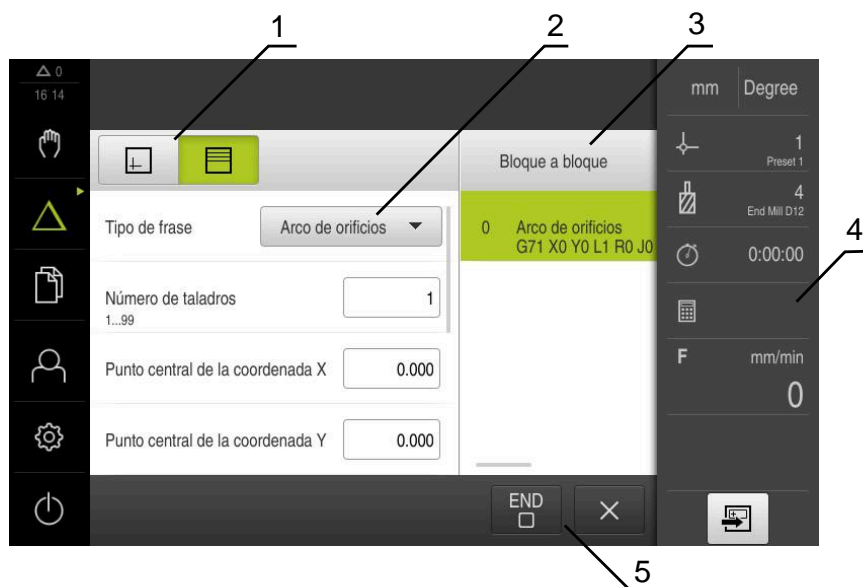 1
2
3
0
16 14
mm Degree
1
Preset 1
Bloque a bloque
4
End Mill D12
4
Tipo de frase
Arco de orificios
0 Arco de orificios
G71 X0 Y0 L1 R0 J0
0:00:00
Número de taladros
1...99
1
F mm/min
0
Punto central de la coordenada X
0.000
Punto central de la coordenada Y
0.000
END
5